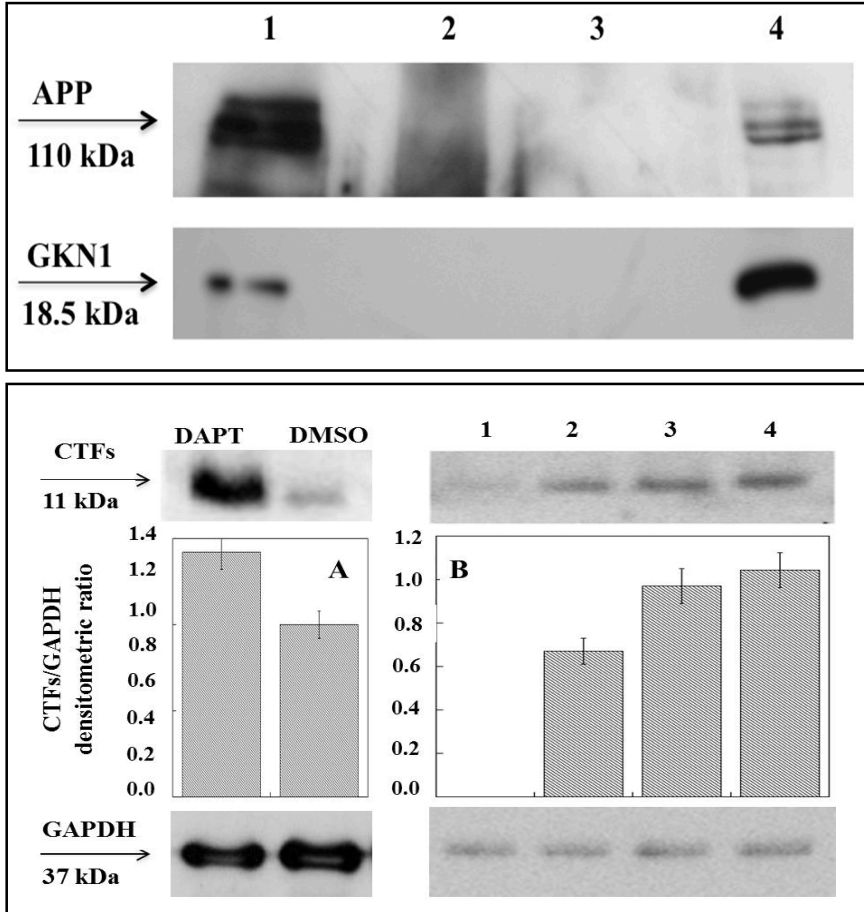 1 2 3 4
APP
110 kDa
GKN1
18.5 kDa
DAPT DMSO
CTFs
11 kDa
1 2 3 4
CTFs/GAPDH
densitometric ratio
1.4
1.2
1.0
0.8
0.6
0.4
0.2
0.0
A
B
1.2
1.0
0.8
0.6
0.4
0.2
0.0
GAPDH
37 kDa